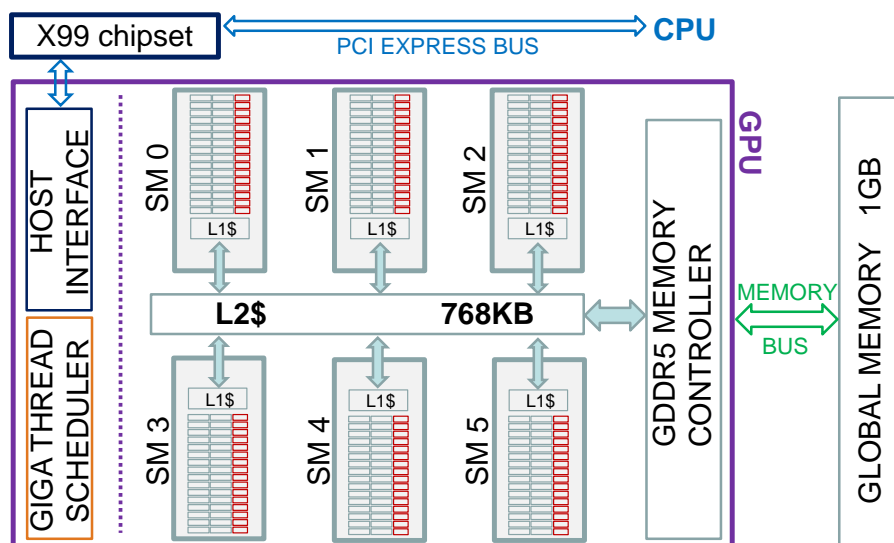 X99 chipset
PCI EXPRESS BUS
CPU
HOST
INTERFACE
SM 0
L1$
SM 1
L1$
SM 2
L1$
GPU
L2$ 768KB
GDDR5 MEMORY
CONTROLLER
MEMORY
BUS
GLOBAL MEMORY 1GB
GIGA THREAD
SCHEDULER
SM 3
L1$
SM 4
L1$
SM 5
L1$